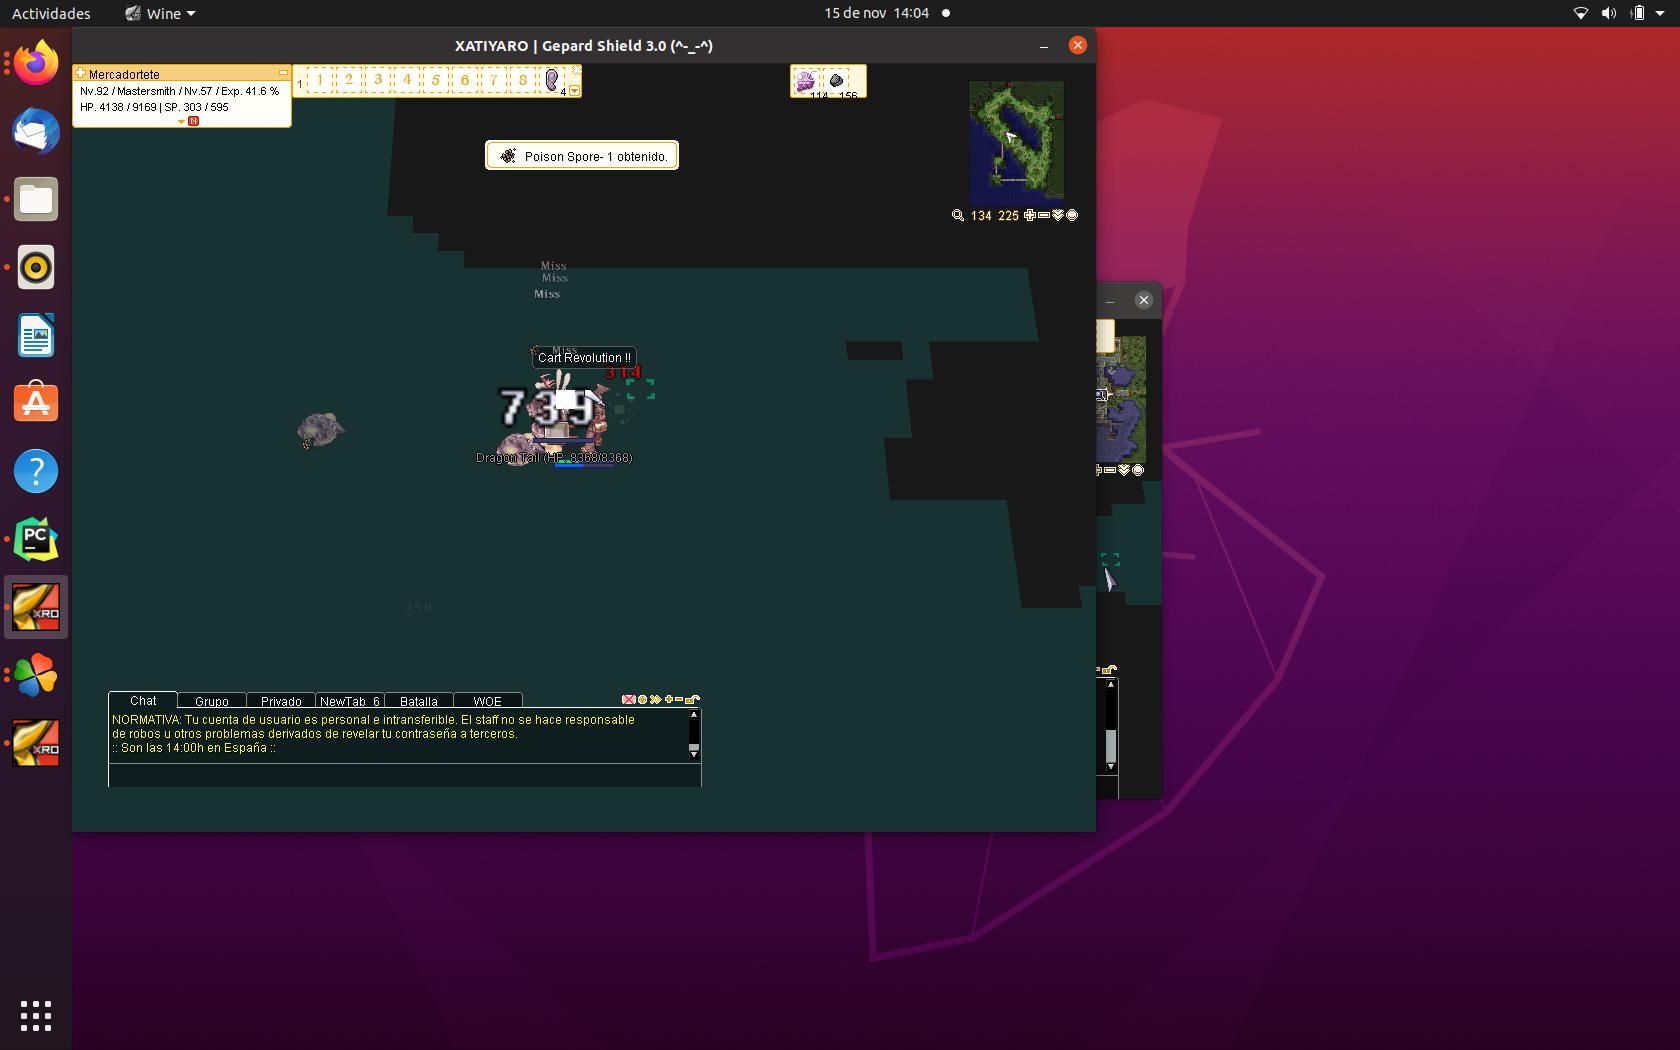 Actividades
Wine
15 de nov 14:04
XATIYARO | Gepard Shield 3.0 (^-_-^)
Mercadortete
Nv.92 / Mastersmith / Nv.57 / Exp. 41.6 %
HP. 4138 / 9169 | SP. 303 / 595
N
1
1 2 3 4 5 6 7 8
4
114 156
Poison Spore- 1 obtenido.
134 225
Miss
Miss
Miss
Miss
Cart Revolution !!
314
739
Dragon Tail (HP: 8368/8368)
758
PC
XRO
XRO
Chat Grupo Privado NewTab_6 Batalla WOE
NORMATIVA: Tu cuenta de usuario es personal e intransferible. El staff no se hace responsable
de robos u otros problemas derivados de revelar tu contraseña a terceros.
:: Son las 14:00h en España ::